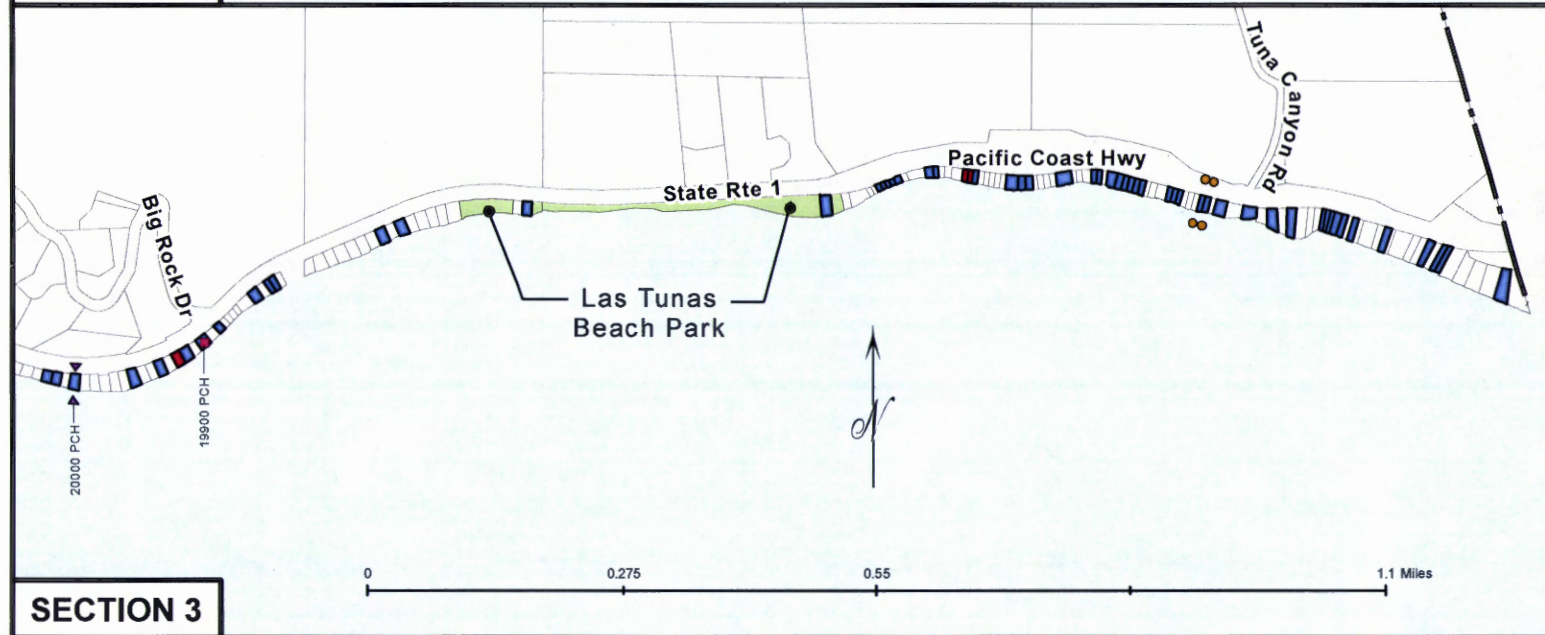 Tuna Canyon Rd
Pacific Coast Hwy
State Rte 1
Big Rock Dr
Las Tunas
Beach Park
20000 PCH
19900 PCH
N
0
0.275
0.55
1.1 Miles
SECTION 3